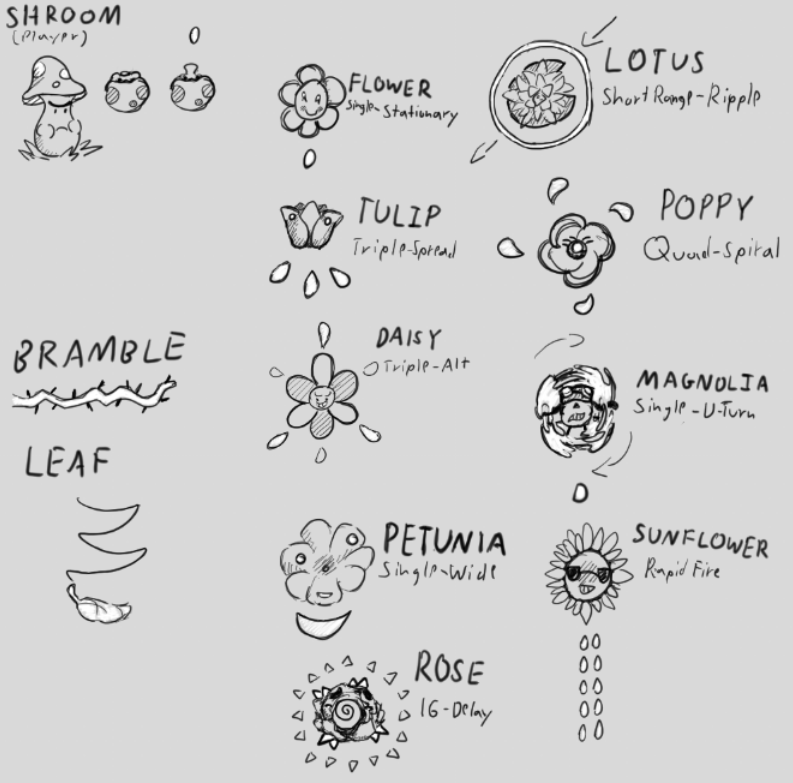 SHROOM
(Player)
BRAMBLE
LEAF
FLOWER
Single-Stationary
TULIP
Triple-Spread
DAISY
Triple-Alt
PETUNIA
Single-Wide
ROSE
16-Delay
LOTUS
Short Range-Ripple
POPPY
Quad-Spiral
MAGNOLIA
Single-U-Turn
SUNFLOWER
Rapid Fire